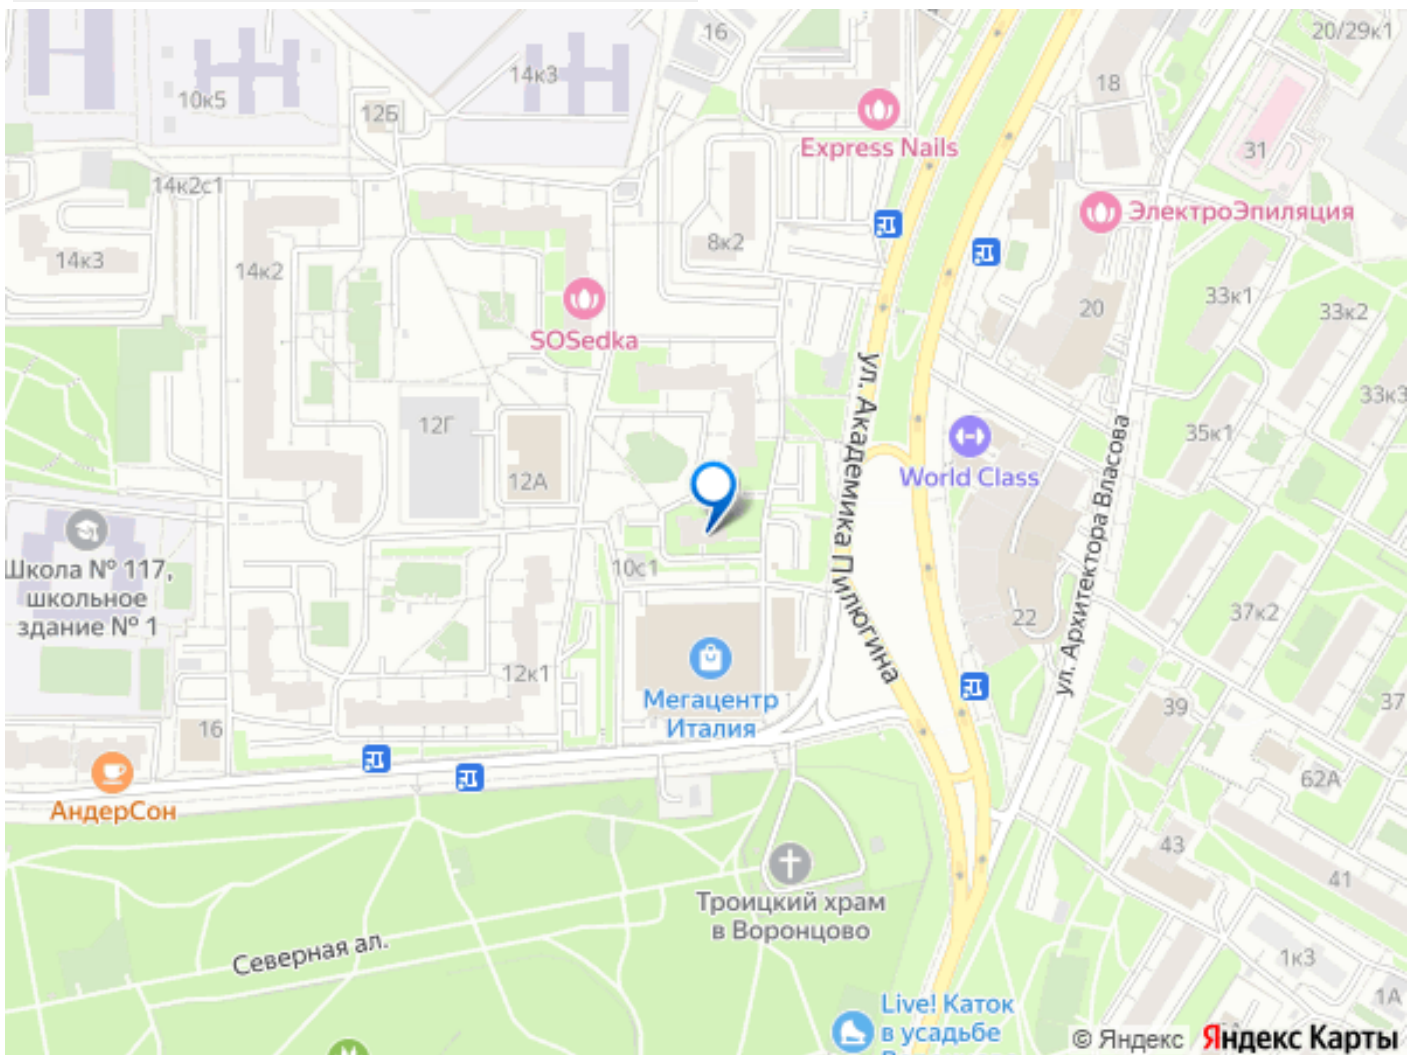 16
20/29к1
14к3
18
10к5
12Б
Express Nails
31
14к2с1
ЭлектроЭпиляция
8к2
14к3
14к2
33к1
33к2
20
SOSedka
ул. Академика Пилюгина
33к3
12Г
35к1
World Class
12А
ул. Архитектора Власова
Школа № 117,
школьное
здание № 1
10с1
22
37к2
Мегацентр
Италия
12к1
16
39
37
62А
АндерСон
43
41
Троицкий храм
в Воронцово
Северная ал.
1к3
1А
Live! Каток
в усадьбе
© Яндекс Яндекс Карты